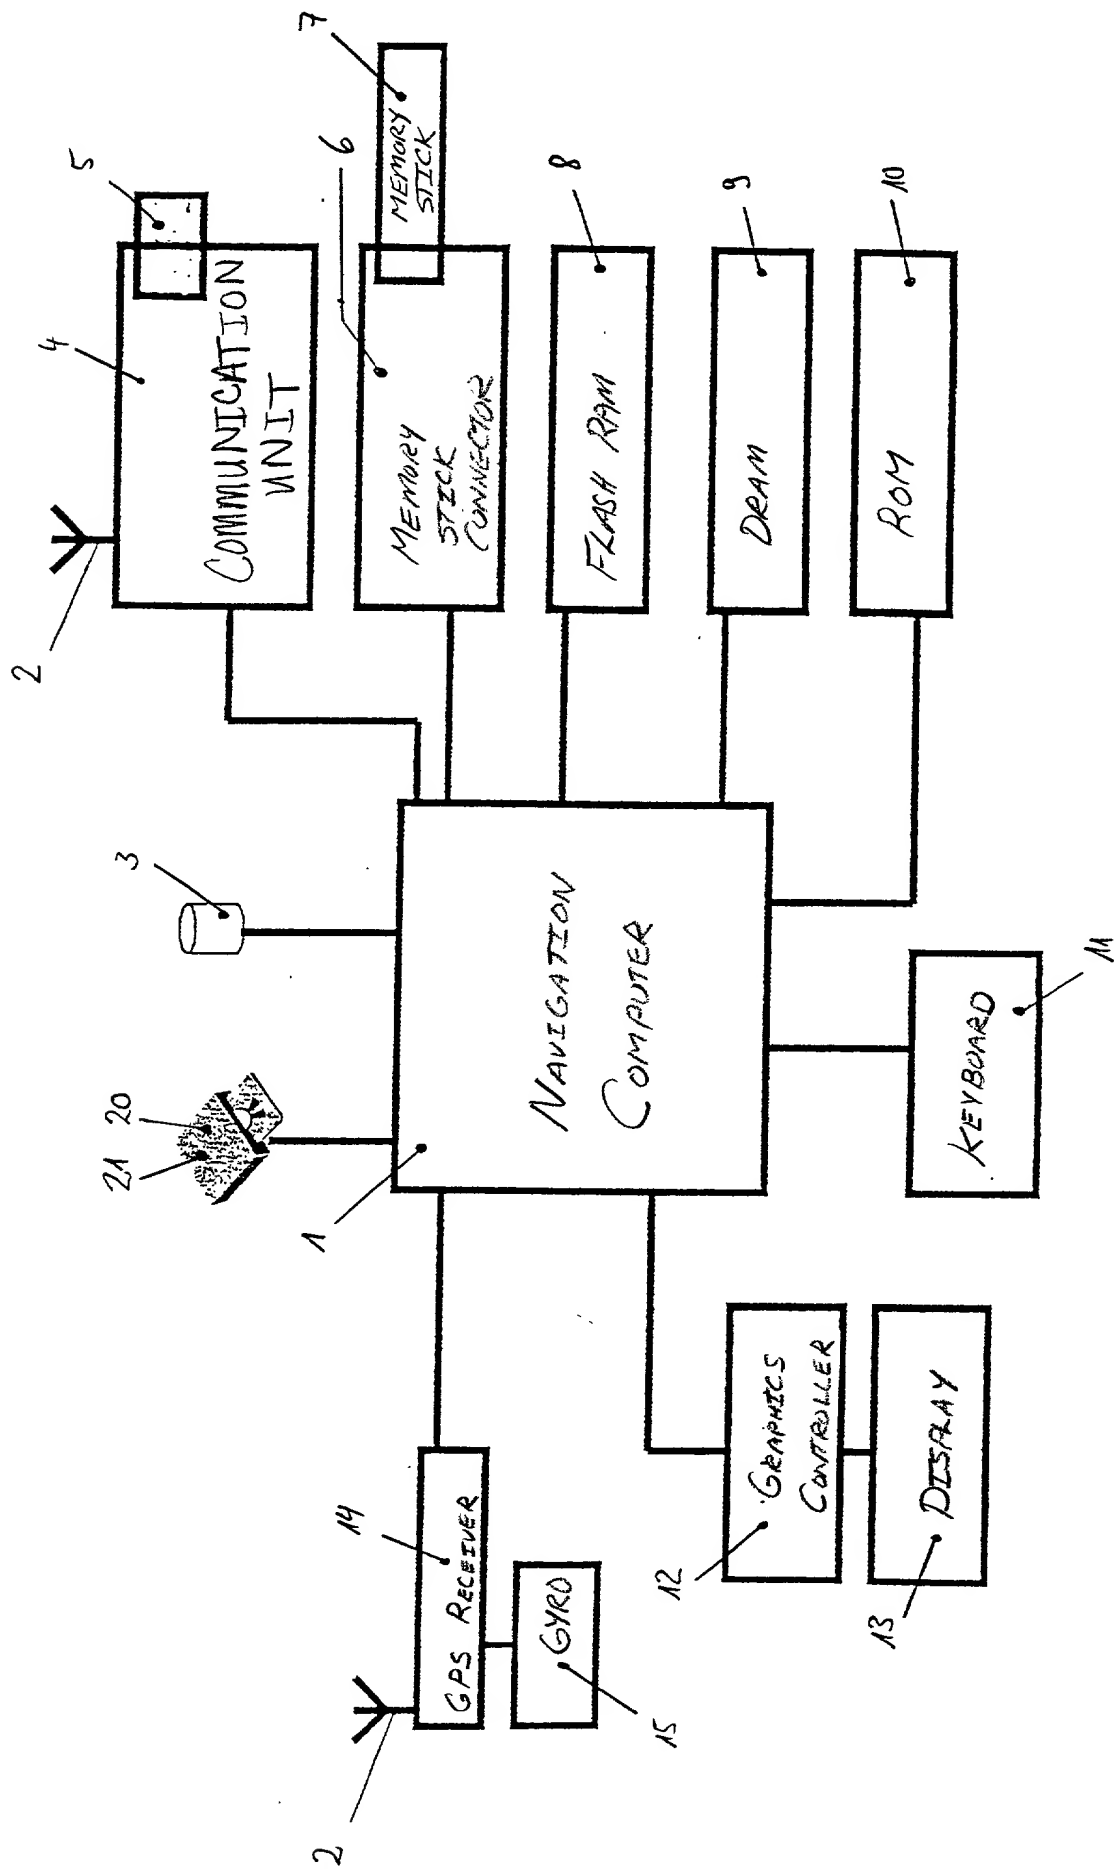 2
14
GPS RECEIVER
GYRO
15
12
GRAPHICS
CONTROLLER
13
DISPLAY
21
20
3
1
NAVIGATION
COMPUTER
KEYBOARD
11
2
4
5
COMMUNICATION
UNIT
6
7
MEMORY
STICK
CONNECTOR
MEMORY
STICK
8
FLASH RAM
9
DRAM
10
ROM